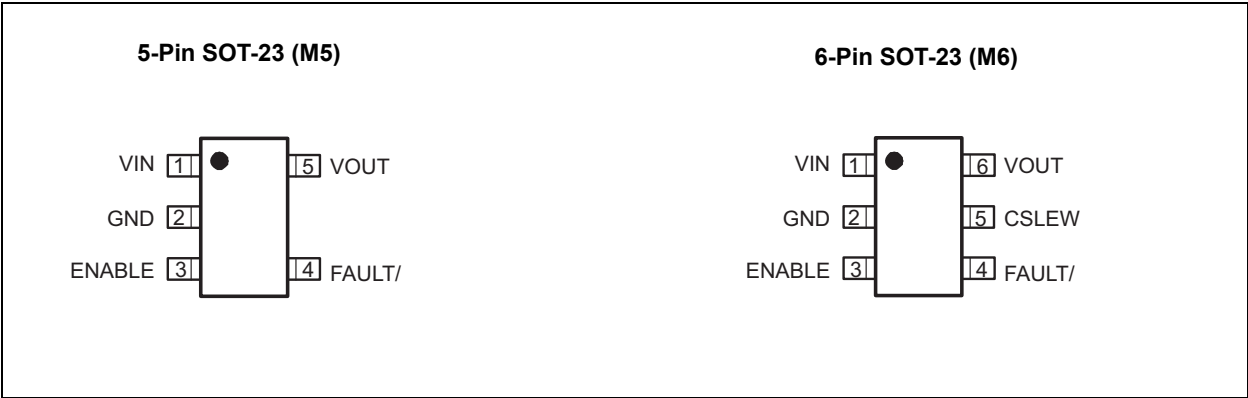 5-Pin SOT-23 (M5)
VIN 1 5 VOUT
GND 2
ENABLE 3 4 FAULT/
6-Pin SOT-23 (M6)
VIN 1 6 VOUT
GND 2 5 CSLEW
ENABLE 3 4 FAULT/